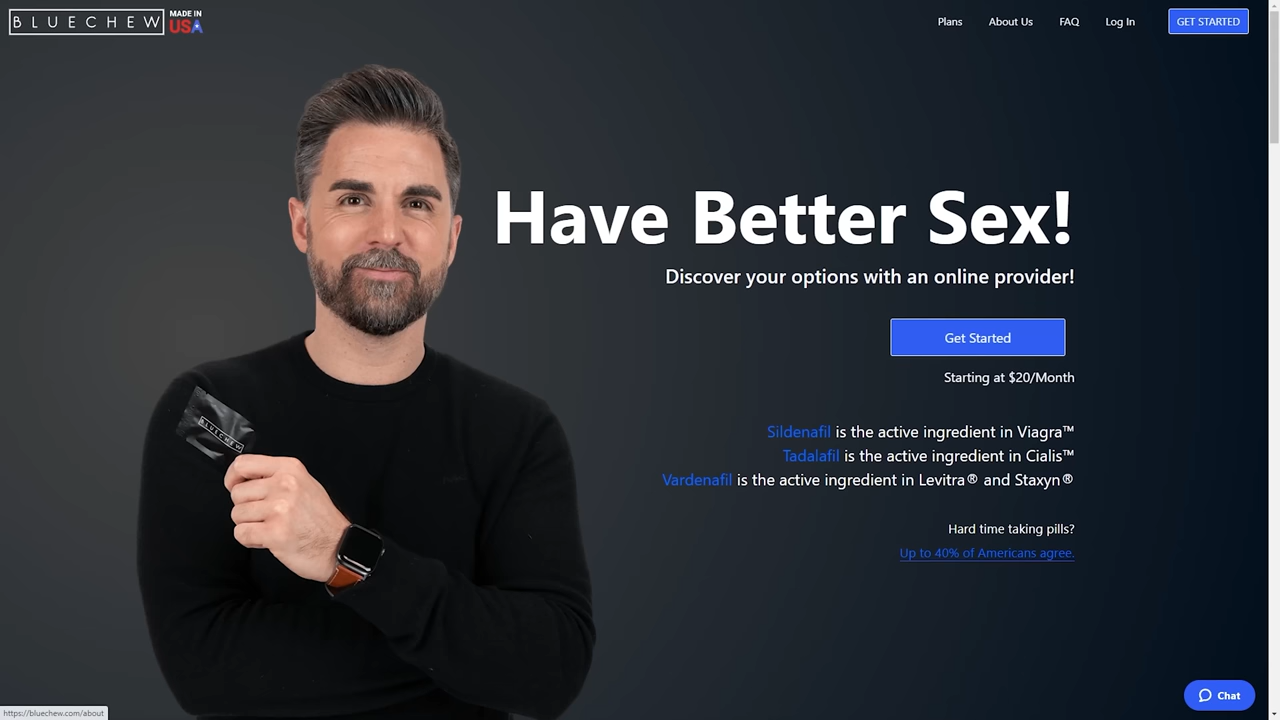 BLUECHEW
MADE IN
USA
Plans
About Us
FAQ
Log In
GET STARTED
Have Better Sex!
Discover your options with an online provider!
Get Started
Starting at $20/Month
BLUECHEW
Sildenafil is the active ingredient in Viagra™
Tadalafil is the active ingredient in Cialis™
Vardenafil is the active ingredient in Levitra® and Staxyn®
Hard time taking pills?
Up to 40% of Americans agree.
Chat
https://bluechew.com/about